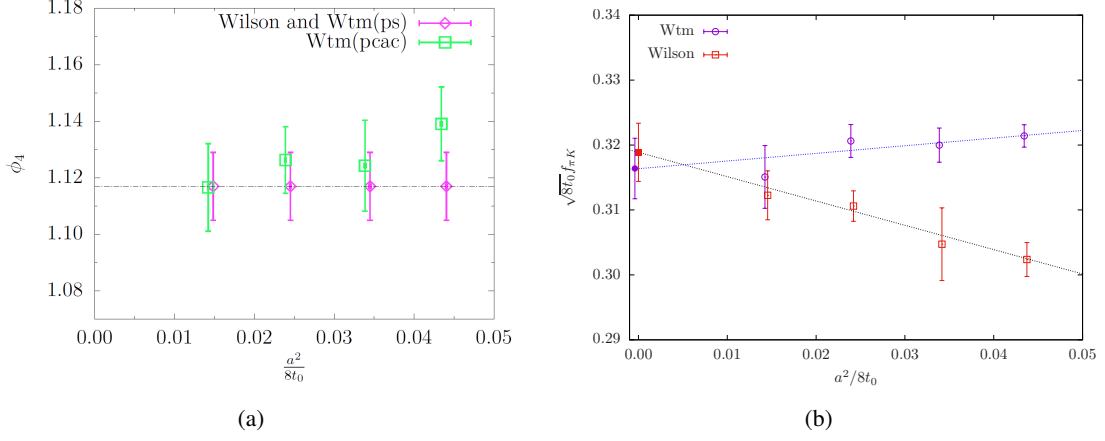 1.18
1.16
1.14
1.12
1.10
1.08
ϕ₄
Wilson and Wtm(ps)
Wtm(pcac)
0.00 0.01 0.02 0.03 0.04 0.05
a²/8t₀
(a)
0.34
0.33
0.32
0.31
0.30
0.29
√8t₀f_πK
Wtm
Wilson
0.00 0.01 0.02 0.03 0.04 0.05
a²/8t₀
(b)